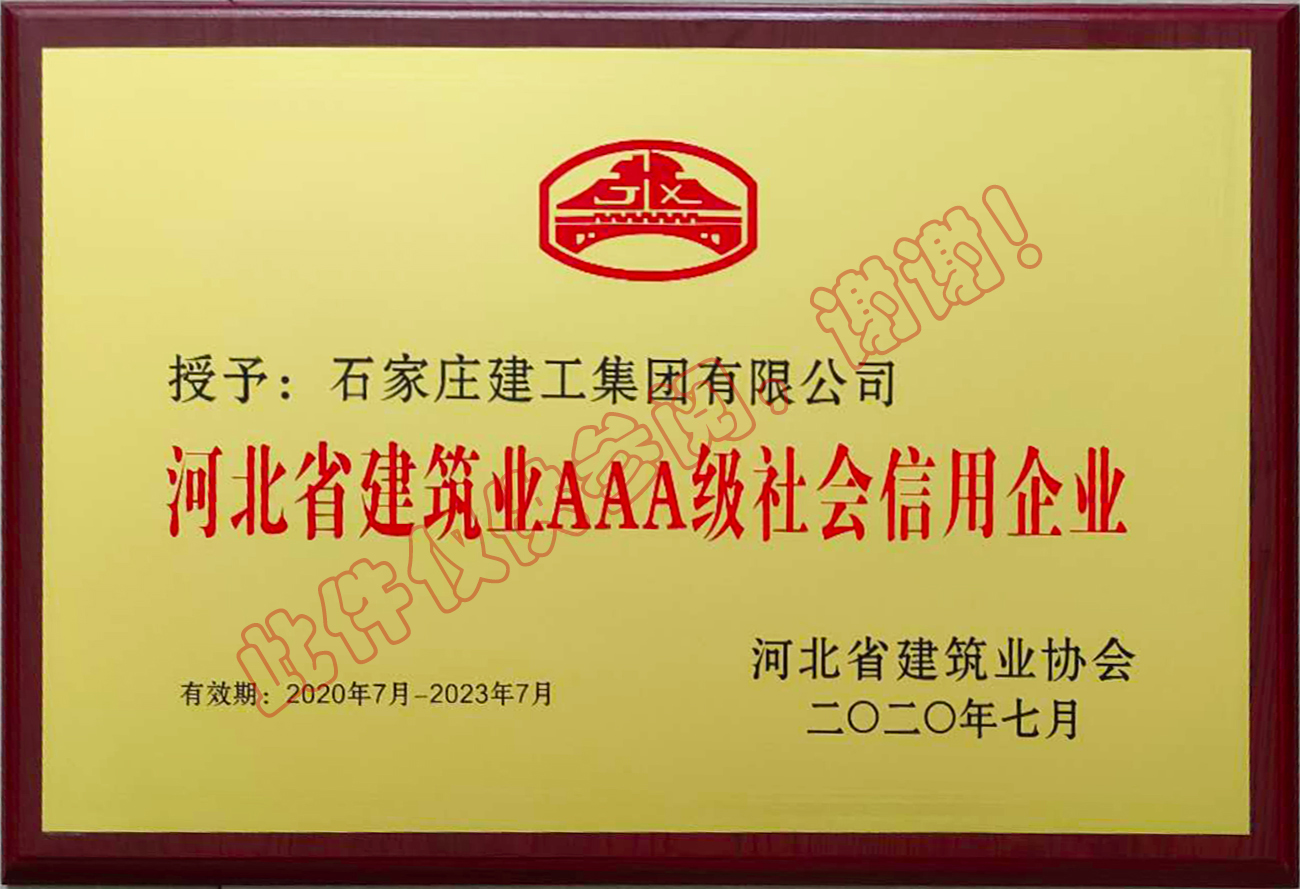 JX
授予：石家庄建工集团有限公司
河北省建筑业AAA级社会信用企业
有效期：2020年7月-2023年7月
河北省建筑业协会
二〇二〇年七月
此件仅供参阅，谢谢！